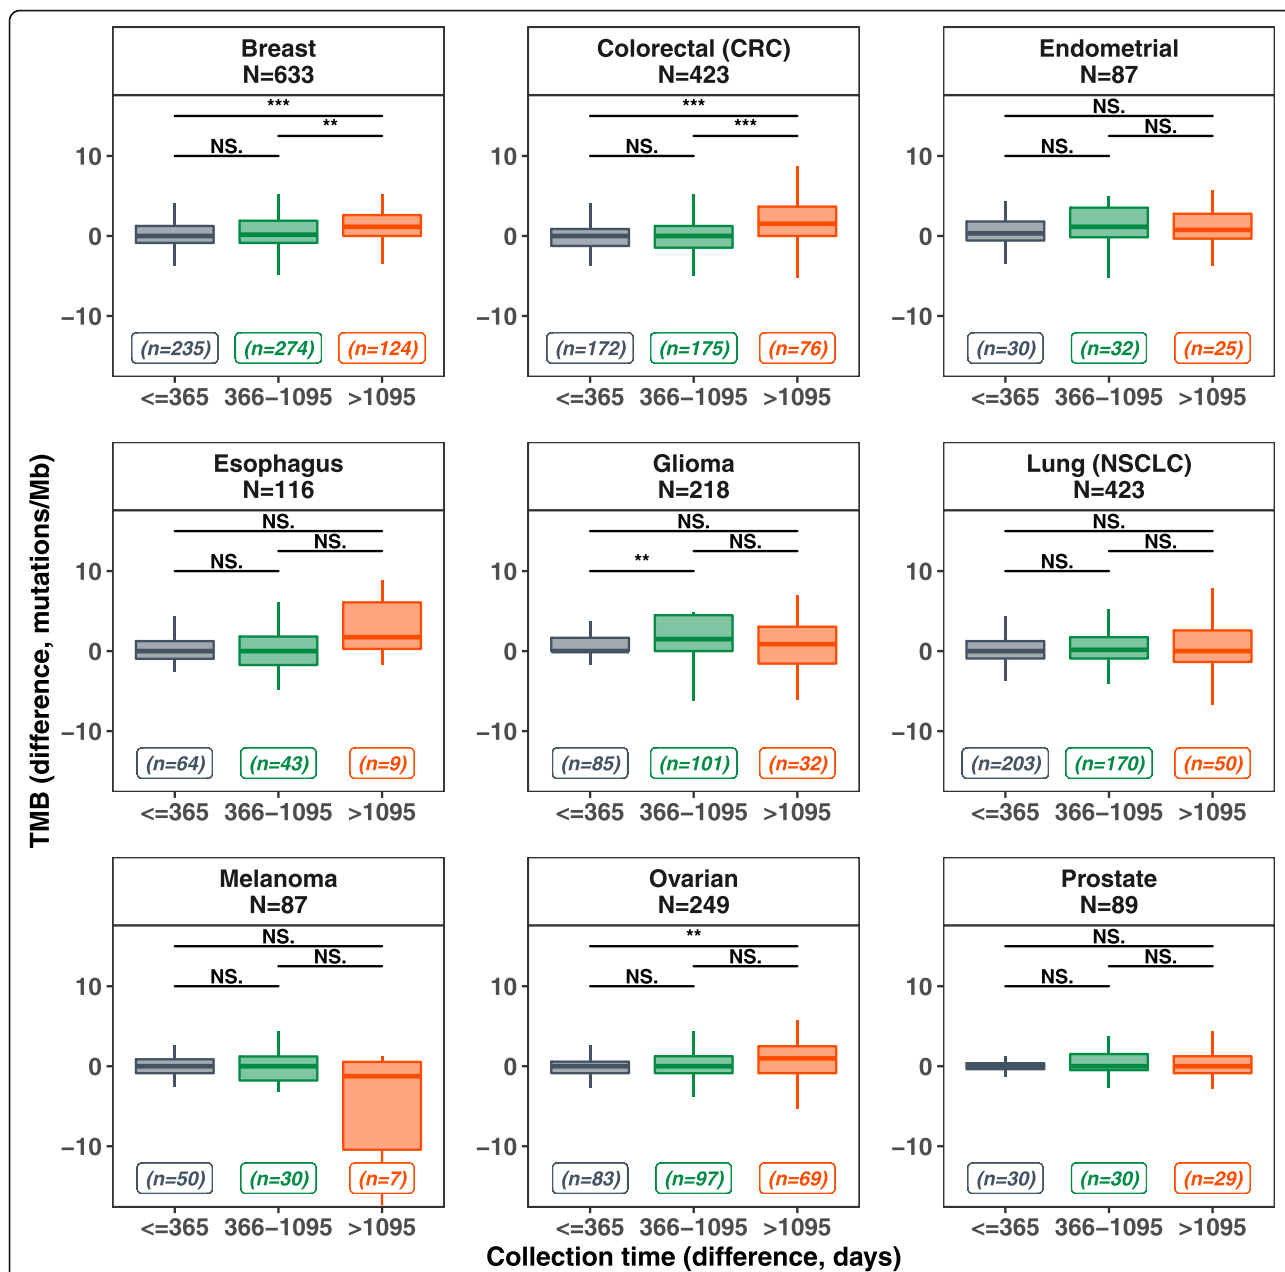 Breast
N=633
***
**
NS.
10
0
−10
(n=235)
(n=274)
(n=124)
<=365
366−1095
>1095
Colorectal (CRC)
N=423
***
***
NS.
10
0
−10
(n=172)
(n=175)
(n=76)
<=365
366−1095
>1095
Endometrial
N=87
NS.
NS.
NS.
10
0
−10
(n=30)
(n=32)
(n=25)
<=365
366−1095
>1095
TMB (difference, mutations/Mb)
Esophagus
N=116
NS.
NS.
NS.
10
0
−10
(n=64)
(n=43)
(n=9)
<=365
366−1095
>1095
Glioma
N=218
NS.
NS.
**
10
0
−10
(n=85)
(n=101)
(n=32)
<=365
366−1095
>1095
Lung (NSCLC)
N=423
NS.
NS.
NS.
10
0
−10
(n=203)
(n=170)
(n=50)
<=365
366−1095
>1095
Melanoma
N=87
NS.
NS.
NS.
10
0
−10
(n=50)
(n=30)
(n=7)
<=365
366−1095
>1095
Ovarian
N=249
**
NS.
NS.
10
0
−10
(n=83)
(n=97)
(n=69)
<=365
366−1095
>1095
Prostate
N=89
NS.
NS.
NS.
10
0
−10
(n=30)
(n=30)
(n=29)
<=365
366−1095
>1095
Collection time (difference, days)